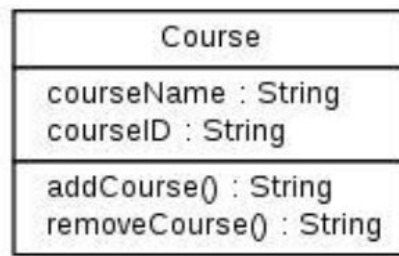 Course
courseName : String
courseID : String
addCourse() : String
removeCourse() : String